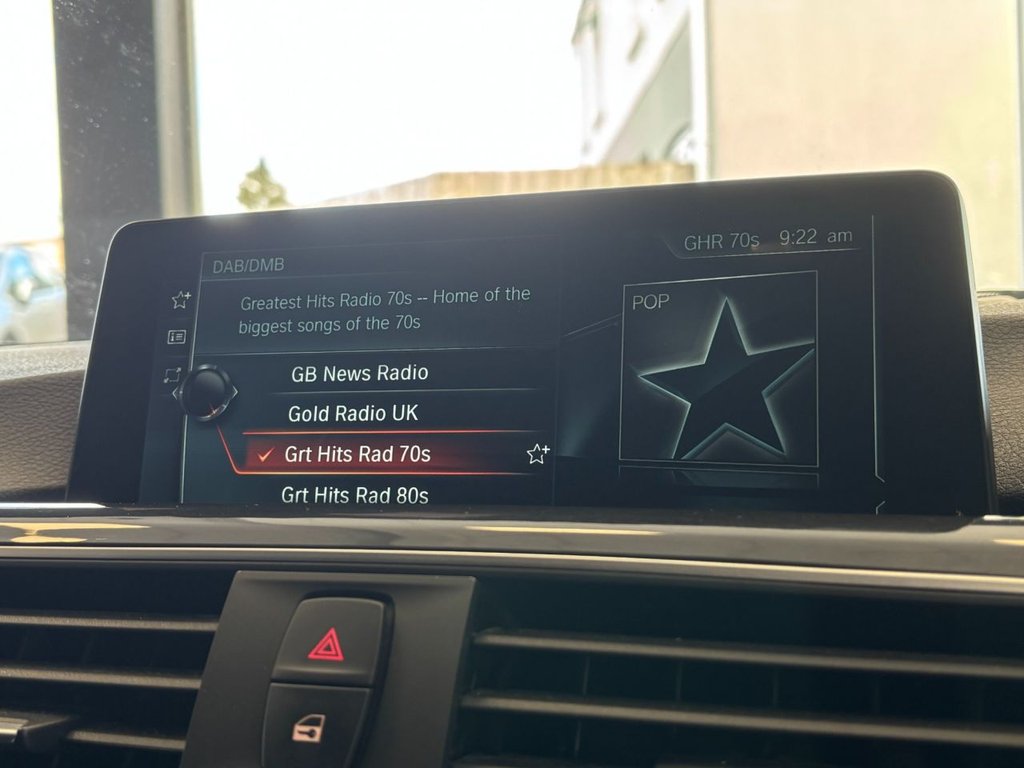 GHR 70s 9:22 am
DAB/DMB
Greatest Hits Radio 70s -- Home of the
biggest songs of the 70s
POP
GB News Radio
Gold Radio UK
Grt Hits Rad 70s
Grt Hits Rad 80s